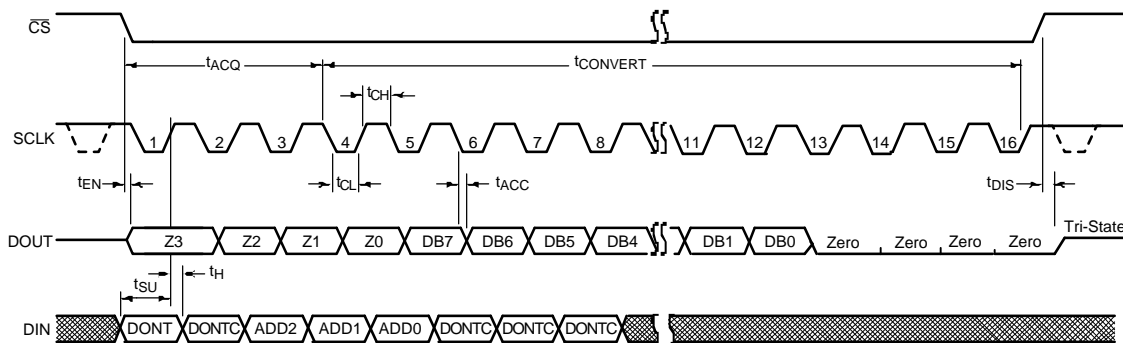 CS
tACQ tCONVERT
tCH
SCLK 1 2 3 4 5 6 7 8 11 12 13 14 15 16
tEN tCL tACC tDIS
Tri-State
DOUT Z3 Z2 Z1 Z0 DB7 DB6 DB5 DB4 DB1 DB0 Zero Zero Zero Zero
tSU tH
DIN DONT DONTC ADD2 ADD1 ADD0 DONTC DONTC DONTC